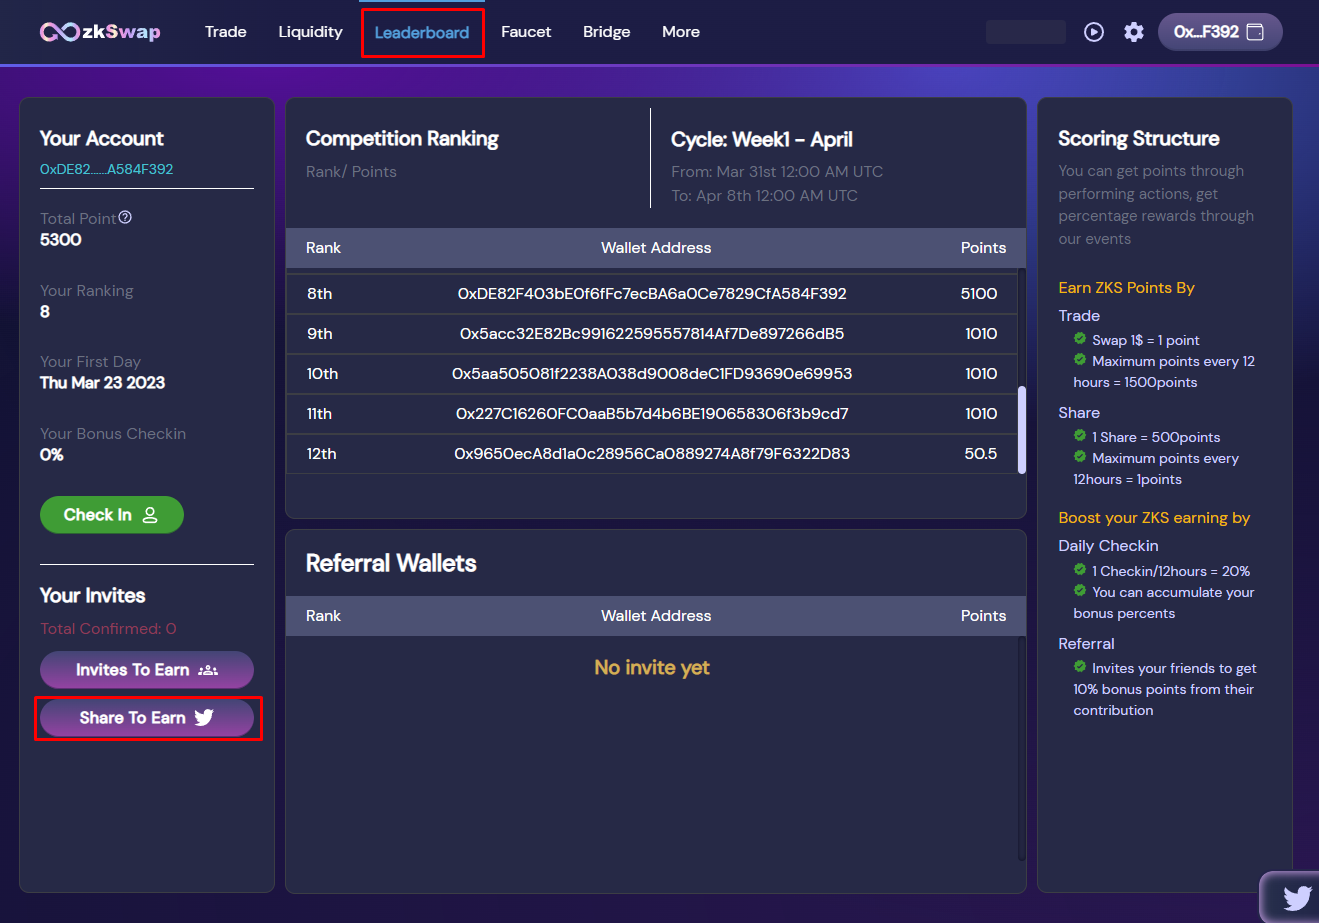 zkSwap
Trade
Liquidity
Leaderboard
Faucet
Bridge
More
0x...F392
Your Account
0xDE82......A584F392
Total Point
5300
Your Ranking
8
Your First Day
Thu Mar 23 2023
Your Bonus Checkin
0%
Check In
Your Invites
Total Confirmed: 0
Invites To Earn
Share To Earn
Competition Ranking
Rank/ Points
Cycle: Week1 - April
From: Mar 31st 12:00 AM UTC
To: Apr 8th 12:00 AM UTC
Rank Wallet Address Points
8th 0xDE82F403bE0f6fFc7ecBA6a0Ce7829CfA584F392 5100
9th 0x5acc32E82Bc991622595557814Af7De897266dB5 1010
10th 0x5aa505081f2238A038d9008deC1FD93690e69953 1010
11th 0x227C16260FC0aaB5b7d4b6BE190658306f3b9cd7 1010
12th 0x9650ecA8d1a0c28956Ca0889274A8f79F6322D83 50.5
Referral Wallets
Rank Wallet Address Points
No invite yet
Scoring Structure
You can get points through
performing actions, get
percentage rewards through
our events
Earn ZKS Points By
Trade
Swap 1$ = 1 point
Maximum points every 12
hours = 1500points
Share
1 Share = 500points
Maximum points every
12hours = 1points
Boost your ZKS earning by
Daily Checkin
1 Checkin/12hours = 20%
You can accumulate your
bonus percents
Referral
Invites your friends to get
10% bonus points from their
contribution